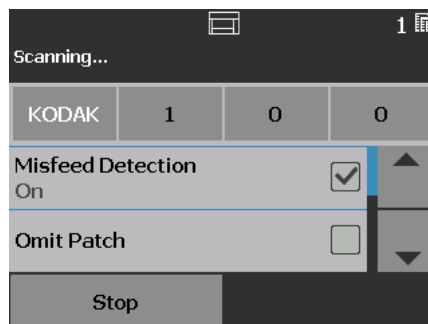 1
Scanning...
KODAK 1 0 0
Misfeed Detection
On
Omit Patch
Stop